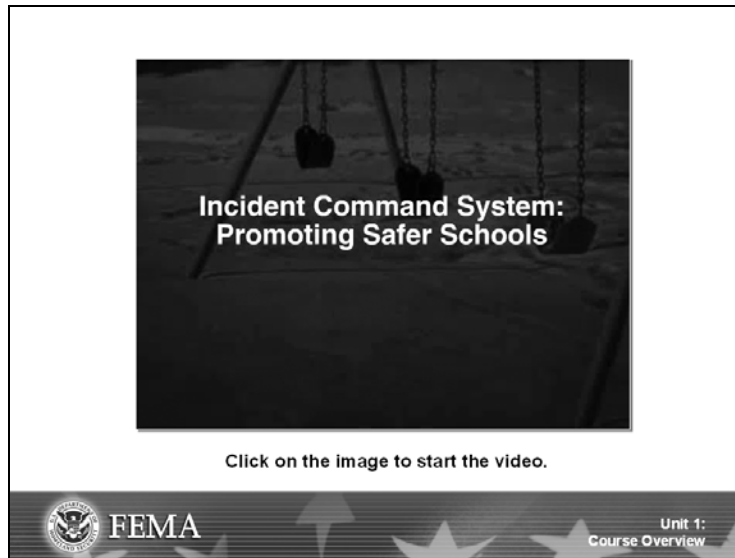 Incident Command System:
Promoting Safer Schools
Click on the image to start the video.
FEMA
Unit 1:
Course Overview